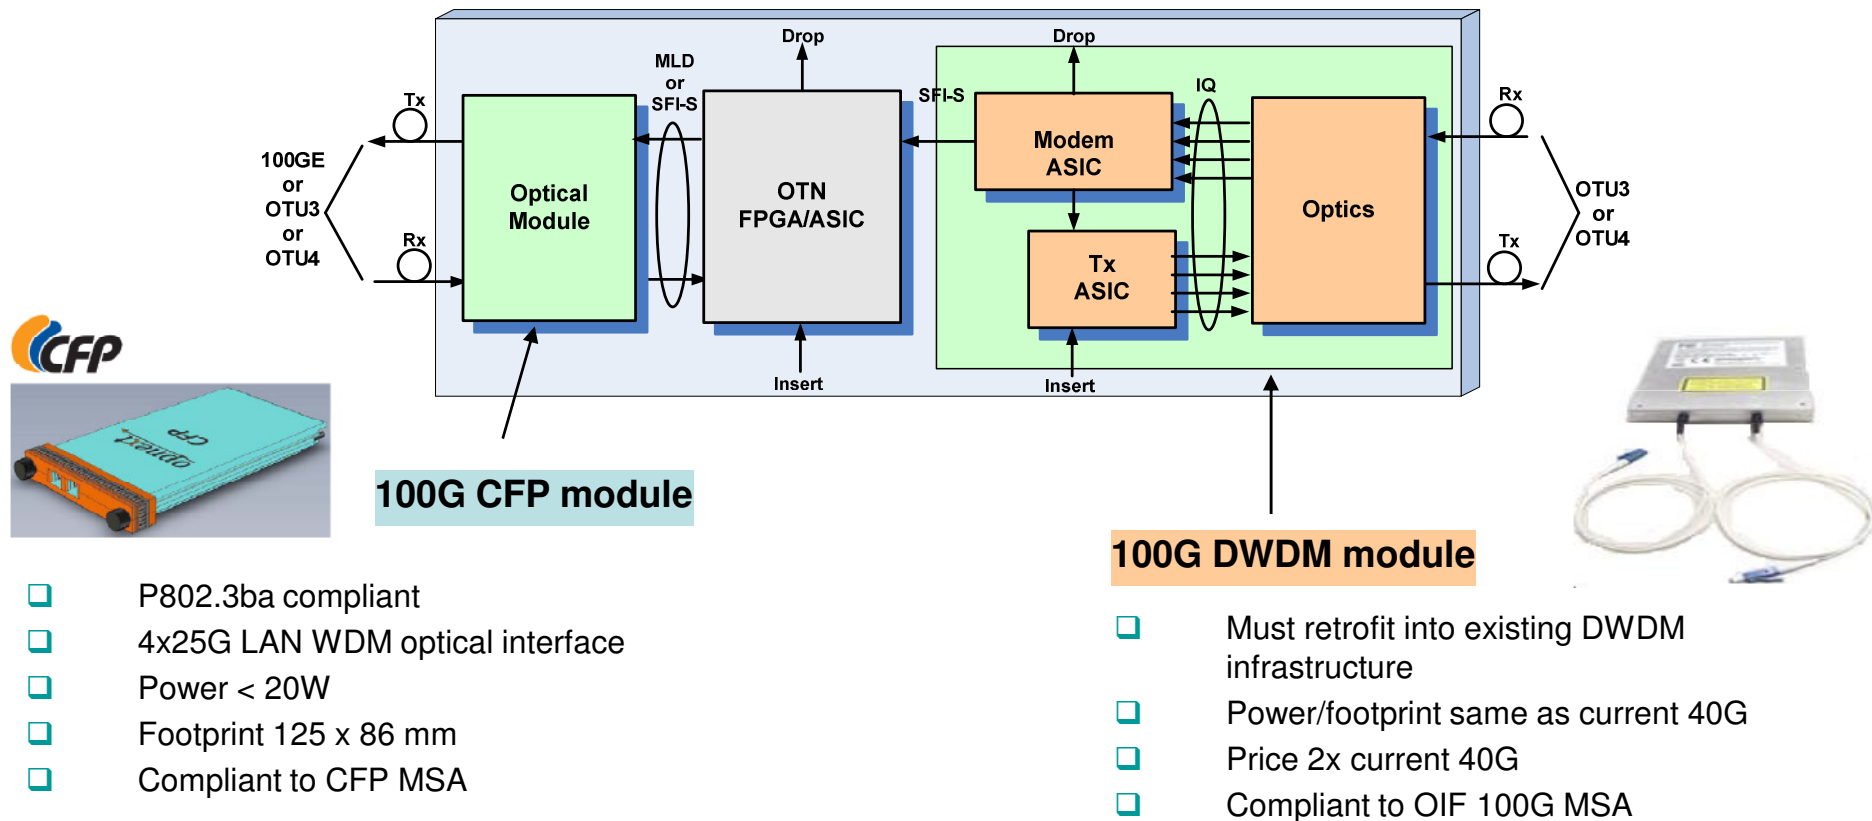 Drop
Drop
MLD
or
SFI-S
SFI-S
IQ
Tx
Rx
100GE
or
OTU3
or
OTU4
Rx
Optical
Module
OTN
FPGA/ASIC
Modem
ASIC
Tx
ASIC
Optics
OTU3
or
OTU4
Tx
Insert
Insert
CFP
opnext
CFP
100G CFP module
P802.3ba compliant
4x25G LAN WDM optical interface
Power < 20W
Footprint 125 x 86 mm
Compliant to CFP MSA
100G DWDM module
Must retrofit into existing DWDM
infrastructure
Power/footprint same as current 40G
Price 2x current 40G
Compliant to OIF 100G MSA